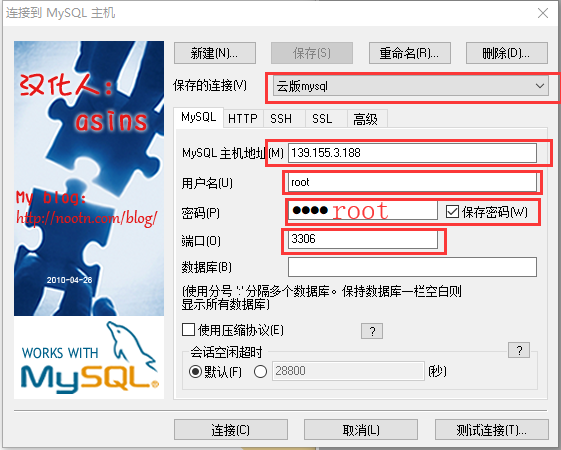 连接到 MySQL 主机
汉化人:
asins
My blog:
http://nootn.com/blog/
2010-04-26
WORKS WITH
MySQL®
新建(N)...
保存(S)
重命名(R)...
删除(D)...
保存的连接(V)
云版mysql
MySQL
HTTP
SSH
SSL
高级
MySQL 主机地址(M)
139.155.3.188
用户名(U)
root
密码(P)
●●●●
root
保存密码(W)
端口(O)
3306
数据库(B)
(使用分号 ';' 分隔多个数据库。保持数据库一栏空白则
显示所有数据库)
使用压缩协议(E)
?
会话空闲超时
?
默认(F)
28800
(秒)
连接(C)
取消(L)
测试连接(T)...